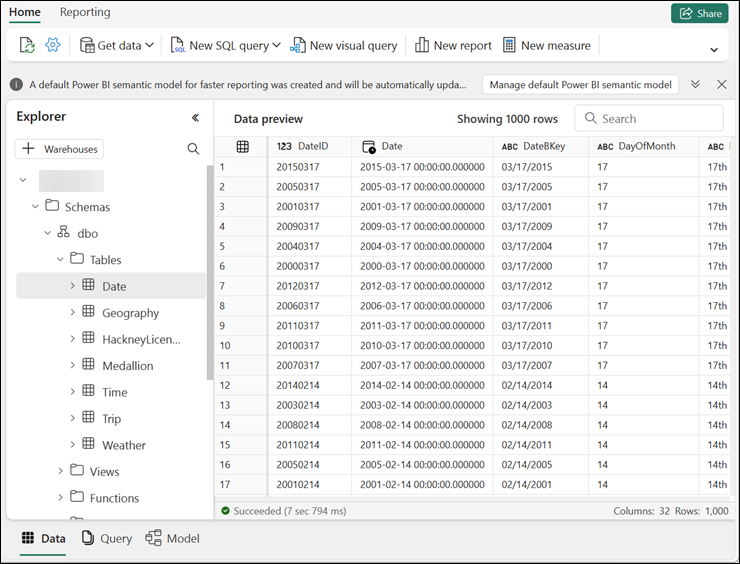 Home Reporting Share
Get data New SQL query New visual query New report New measure
A default Power BI semantic model for faster reporting was created and will be automatically upda... Manage default Power BI semantic model
Explorer
+ Warehouses
Schemas
dbo
Tables
Date
Geography
HackneyLicen...
Medallion
Time
Trip
Weather
Views
Functions
Data preview Showing 1000 rows Search
123 DateID Date ABC DateBKey ABC DayOfMonth ABC
1 20150317 2015-03-17 00:00:00.000000 03/17/2015 17 17th
2 20050317 2005-03-17 00:00:00.000000 03/17/2005 17 17th
3 20010317 2001-03-17 00:00:00.000000 03/17/2001 17 17th
4 20090317 2009-03-17 00:00:00.000000 03/17/2009 17 17th
5 20040317 2004-03-17 00:00:00.000000 03/17/2004 17 17th
6 20000317 2000-03-17 00:00:00.000000 03/17/2000 17 17th
7 20120317 2012-03-17 00:00:00.000000 03/17/2012 17 17th
8 20060317 2006-03-17 00:00:00.000000 03/17/2006 17 17th
9 20110317 2011-03-17 00:00:00.000000 03/17/2011 17 17th
10 20100317 2010-03-17 00:00:00.000000 03/17/2010 17 17th
11 20070317 2007-03-17 00:00:00.000000 03/17/2007 17 17th
12 20140214 2014-02-14 00:00:00.000000 02/14/2014 14 14th
13 20030214 2003-02-14 00:00:00.000000 02/14/2003 14 14th
14 20080214 2008-02-14 00:00:00.000000 02/14/2008 14 14th
15 20110214 2011-02-14 00:00:00.000000 02/14/2011 14 14th
16 20050214 2005-02-14 00:00:00.000000 02/14/2005 14 14th
17 20010214 2001-02-14 00:00:00.000000 02/14/2001 14 14th
Succeeded (7 sec 794 ms) Columns: 32 Rows: 1,000
Data Query Model